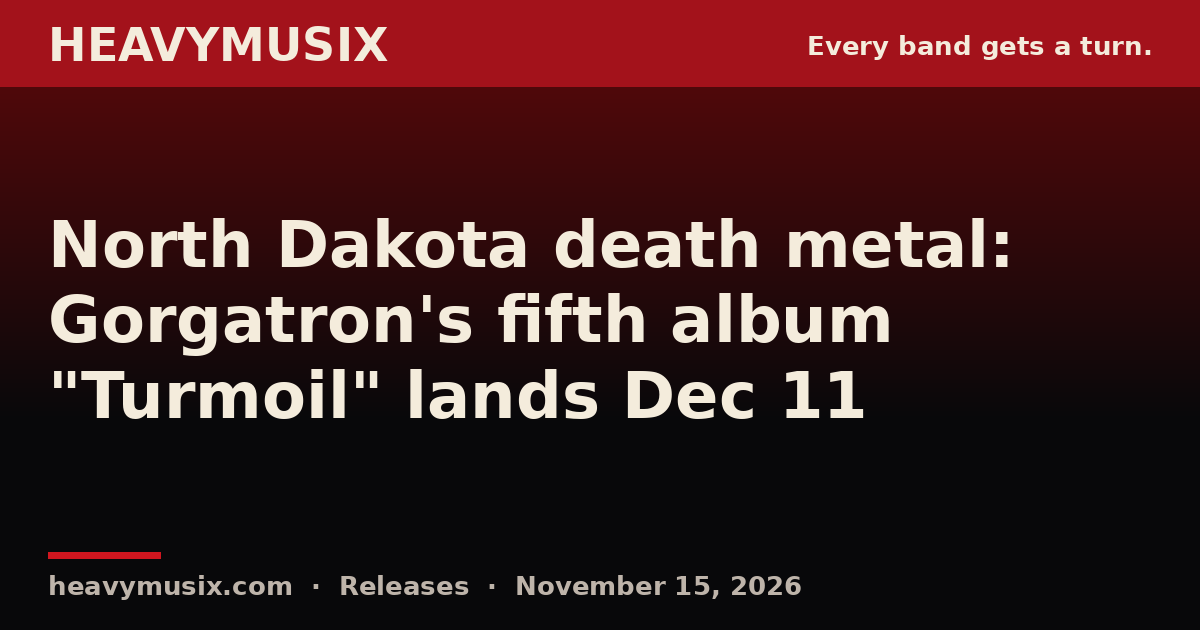 HEAVYMUSIX
Every band gets a turn.
North Dakota death metal:
Gorgatron's fifth album
"Turmoil" lands Dec 11
heavymusix.com · Releases · November 15, 2026